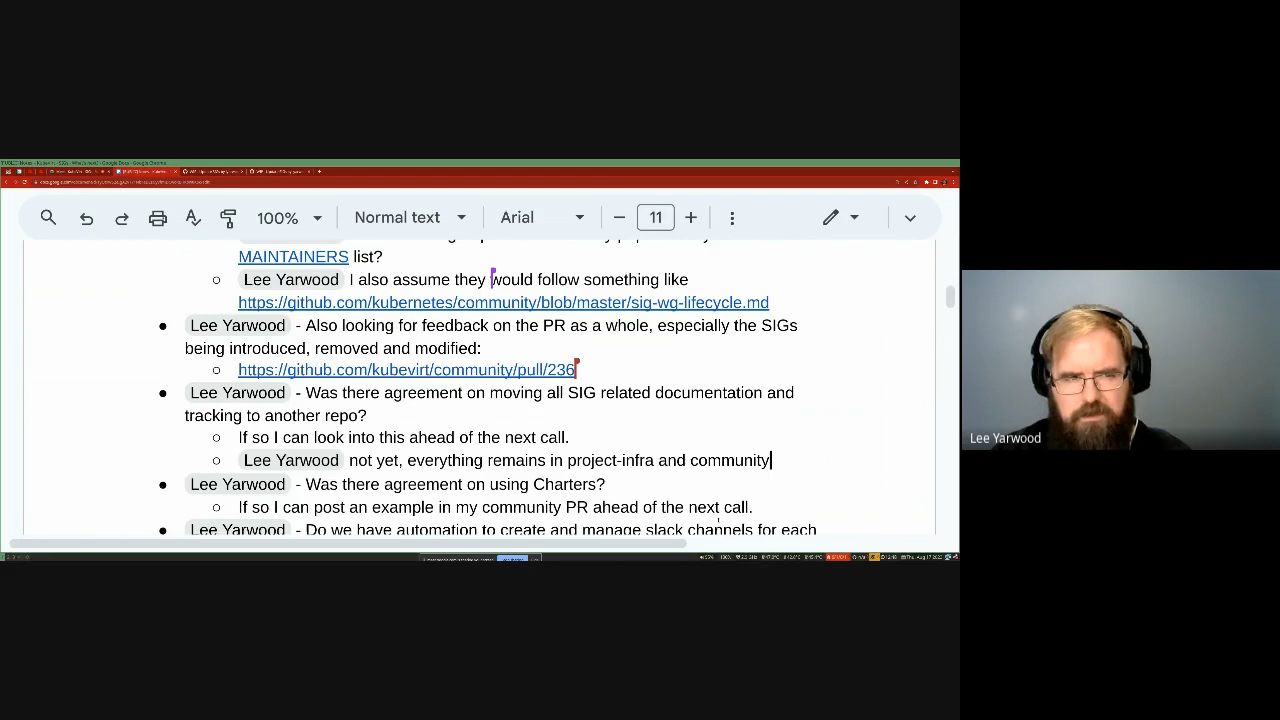 100%
Normal text
Arial
11
MAINTAINERS list?
Lee Yarwood I also assume they would follow something like
https://github.com/kubernetes/community/blob/master/sig-wg-lifecycle.md
Lee Yarwood - Also looking for feedback on the PR as a whole, especially the SIGs
being introduced, removed and modified:
https://github.com/kubevirt/community/pull/236
Lee Yarwood - Was there agreement on moving all SIG related documentation and
tracking to another repo?
If so I can look into this ahead of the next call.
Lee Yarwood not yet, everything remains in project-infra and community
Lee Yarwood - Was there agreement on using Charters?
If so I can post an example in my community PR ahead of the next call.
Lee Yarwood - Do we have automation to create and manage slack channels for each
Lee Yarwood